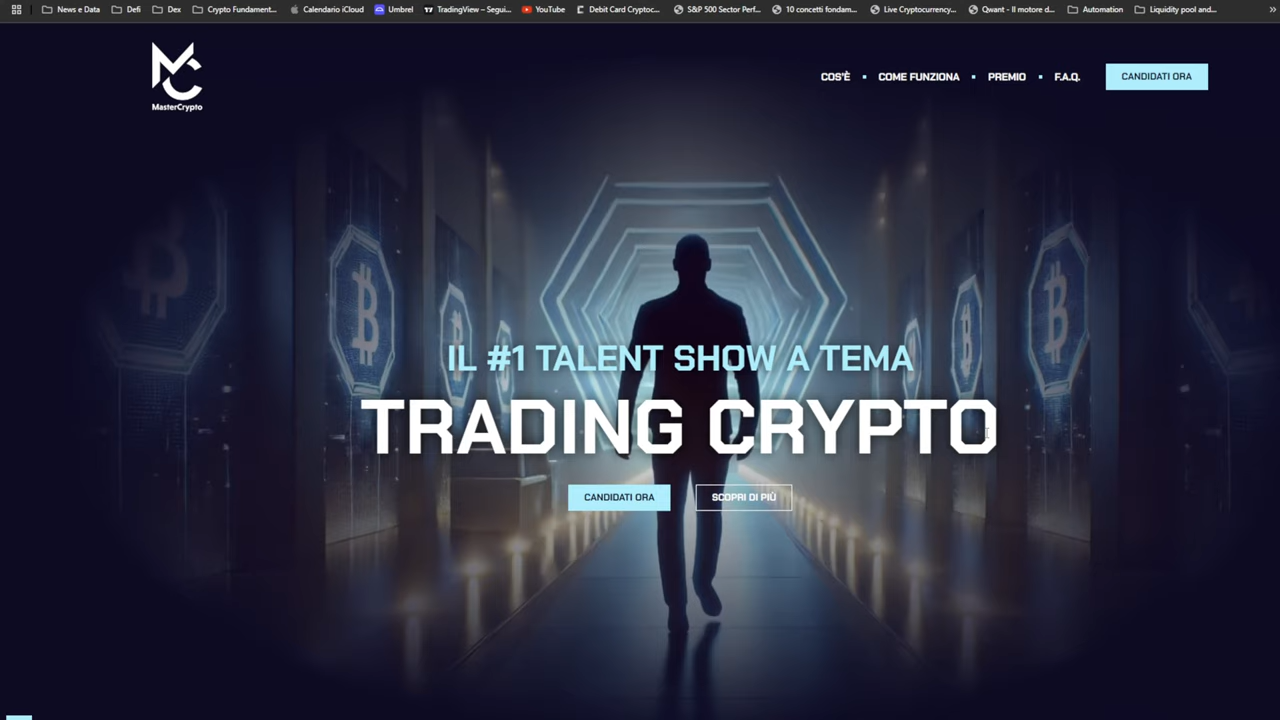 News e Data
Defi
Dex
Crypto Fundament...
Calendario iCloud
Umbrel
TradingView – Segui...
YouTube
Debit Card Cryptoc...
S&P 500 Sector Perf...
10 concetti fondam...
Live Cryptocurrency...
Qwant - Il motore d...
Automation
Liquidity pool and...
»
MC
MasterCrypto
COS'È
COME FUNZIONA
PREMIO
F.A.Q.
CANDIDATI ORA
IL #1 TALENT SHOW A TEMA
TRADING CRYPTO
CANDIDATI ORA
SCOPRI DI PIÙ